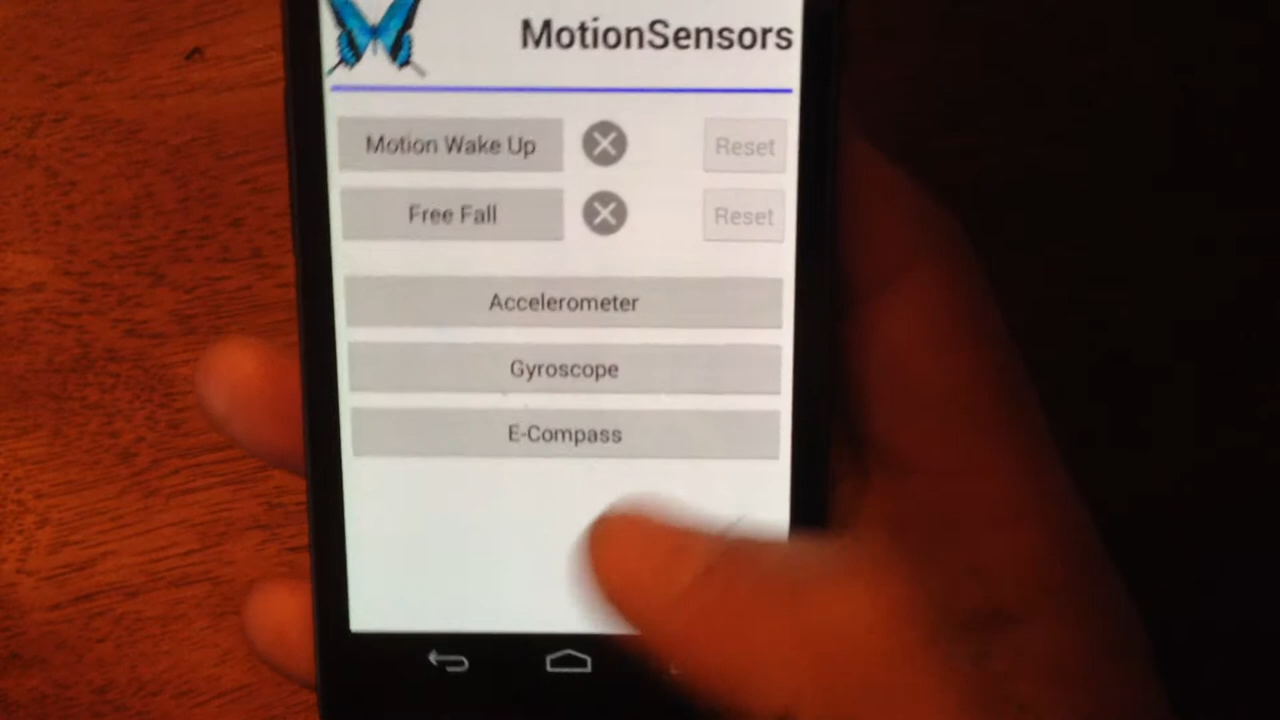 MotionSensors
Motion Wake Up
Reset
Free Fall
Reset
Accelerometer
Gyroscope
E-Compass